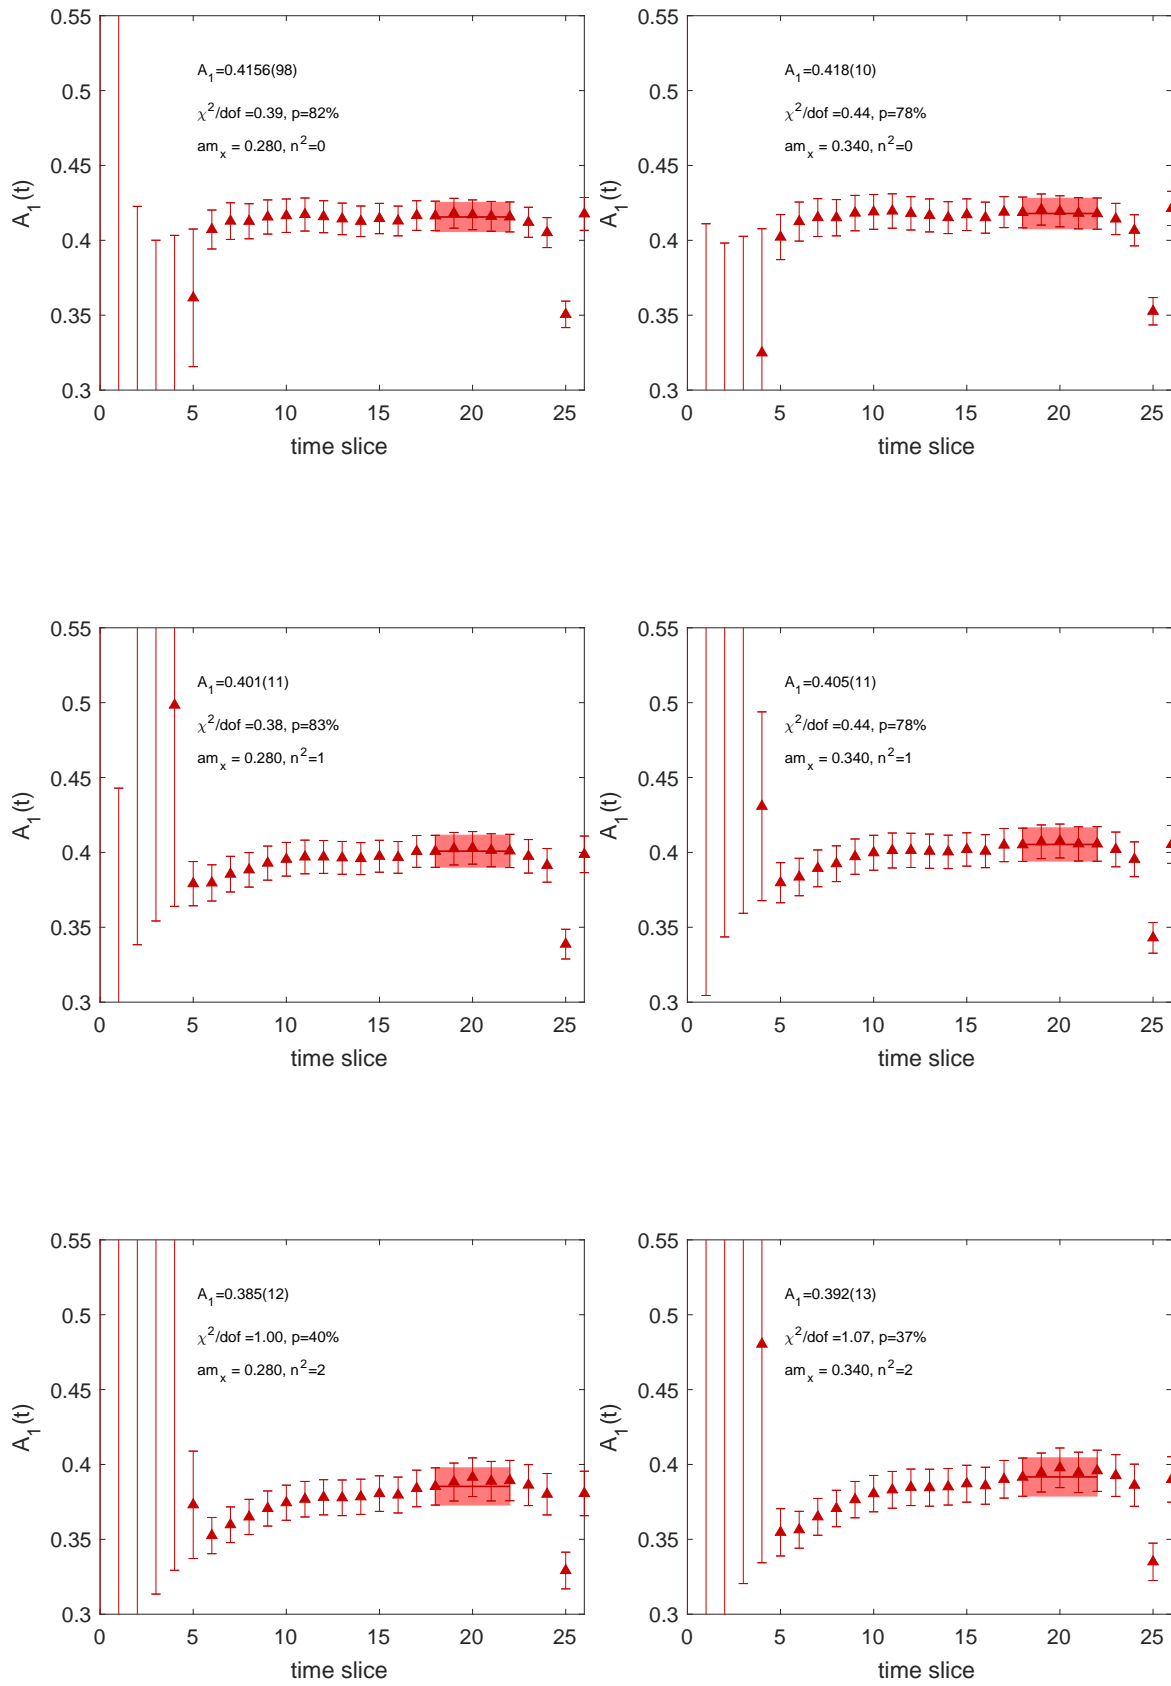 A1(t)
0.55
0.5
0.45
0.4
0.35
0.3
A1=0.4156(98)
χ2/dof =0.39, p=82%
amx = 0.280, n2=0
0 5 10 15 20 25
time slice
A1(t)
0.55
0.5
0.45
0.4
0.35
0.3
A1=0.418(10)
χ2/dof =0.44, p=78%
amx = 0.340, n2=0
0 5 10 15 20 25
time slice
A1(t)
0.55
0.5
0.45
0.4
0.35
0.3
A1=0.401(11)
χ2/dof =0.38, p=83%
amx = 0.280, n2=1
0 5 10 15 20 25
time slice
A1(t)
0.55
0.5
0.45
0.4
0.35
0.3
A1=0.405(11)
χ2/dof =0.44, p=78%
amx = 0.340, n2=1
0 5 10 15 20 25
time slice
A1(t)
0.55
0.5
0.45
0.4
0.35
0.3
A1=0.385(12)
χ2/dof =1.00, p=40%
amx = 0.280, n2=2
0 5 10 15 20 25
time slice
A1(t)
0.55
0.5
0.45
0.4
0.35
0.3
A1=0.392(13)
χ2/dof =1.07, p=37%
amx = 0.340, n2=2
0 5 10 15 20 25
time slice